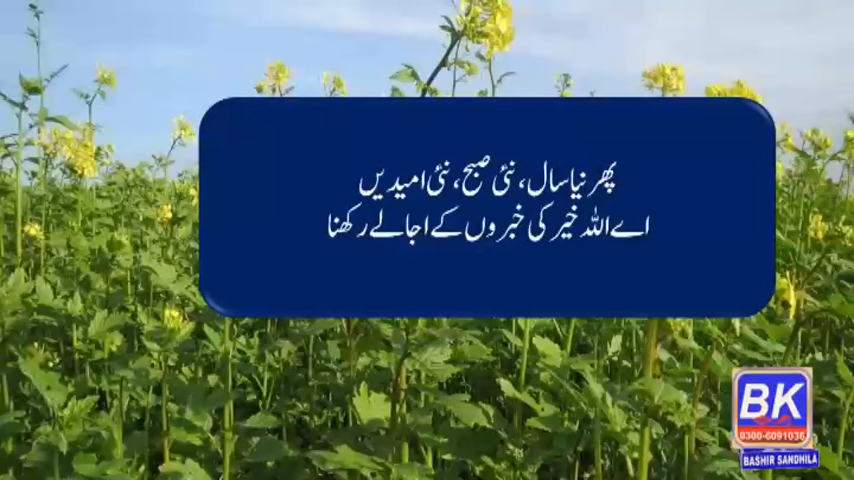 پھر نیا سال، نئی صبح، نئی امیدیں
اے اللہ خیر کی خبروں کے اجالے رکھنا
BK
0300-6091036
BASHIR SANDHILA